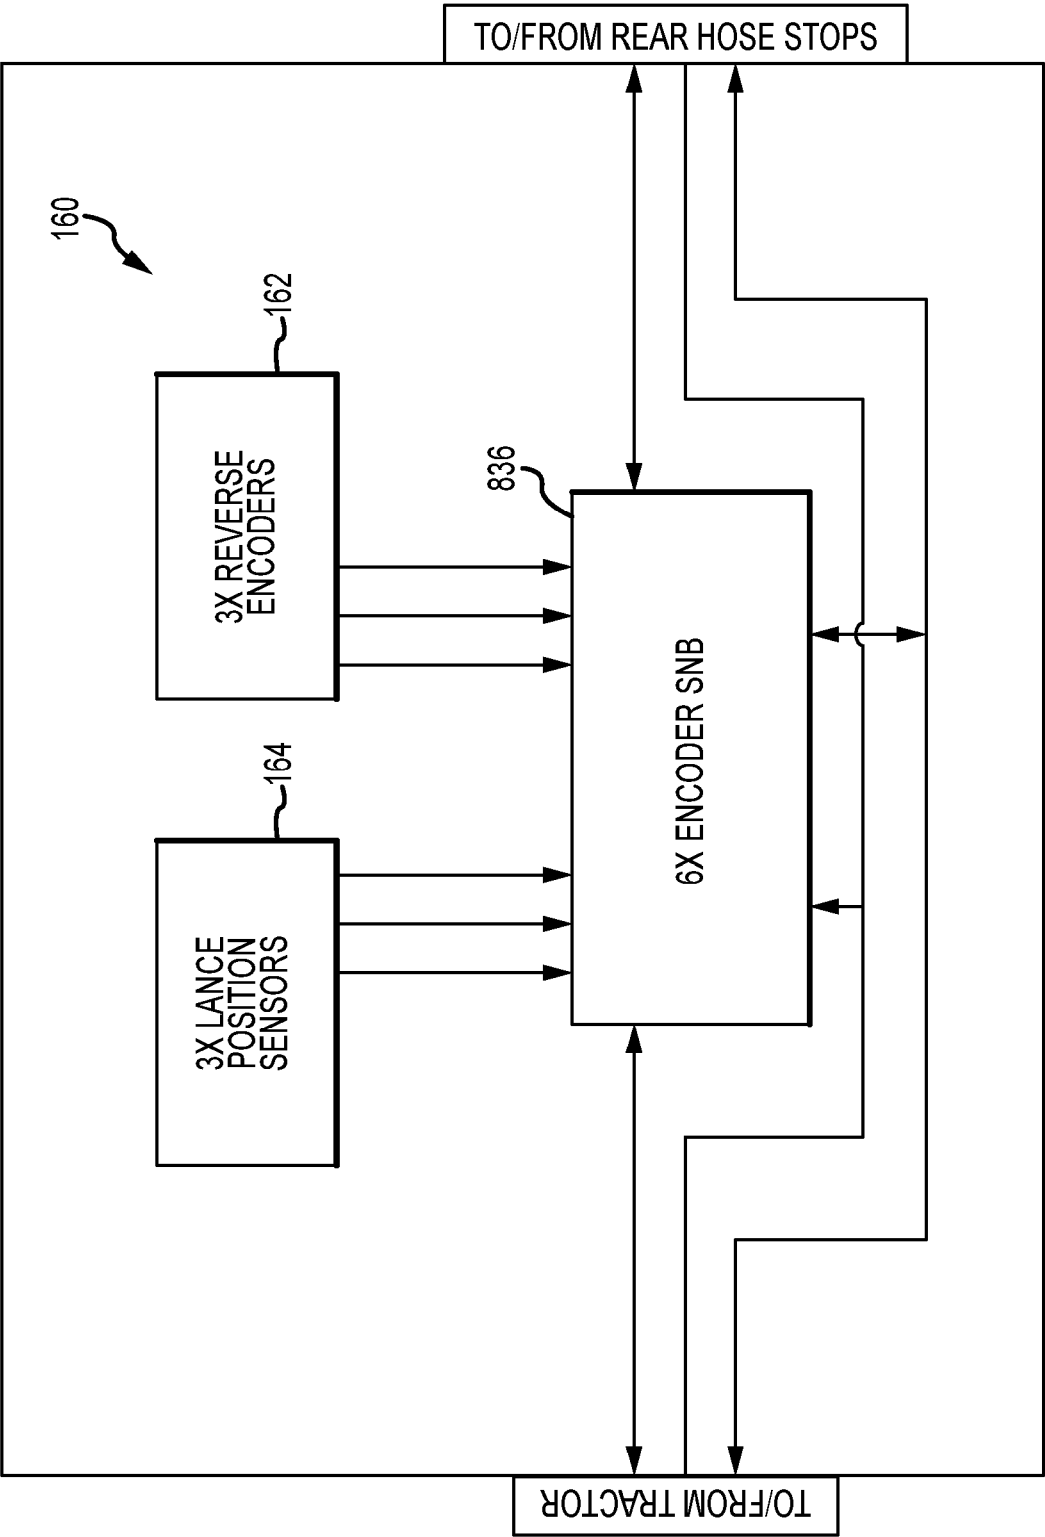 TO/FROM REAR HOSE STOPS
160
3X REVERSE
ENCODERS
162
836
3X LANCE
POSITION
SENSORS
164
6X ENCODER SNB
TO/FROM TRACTOR